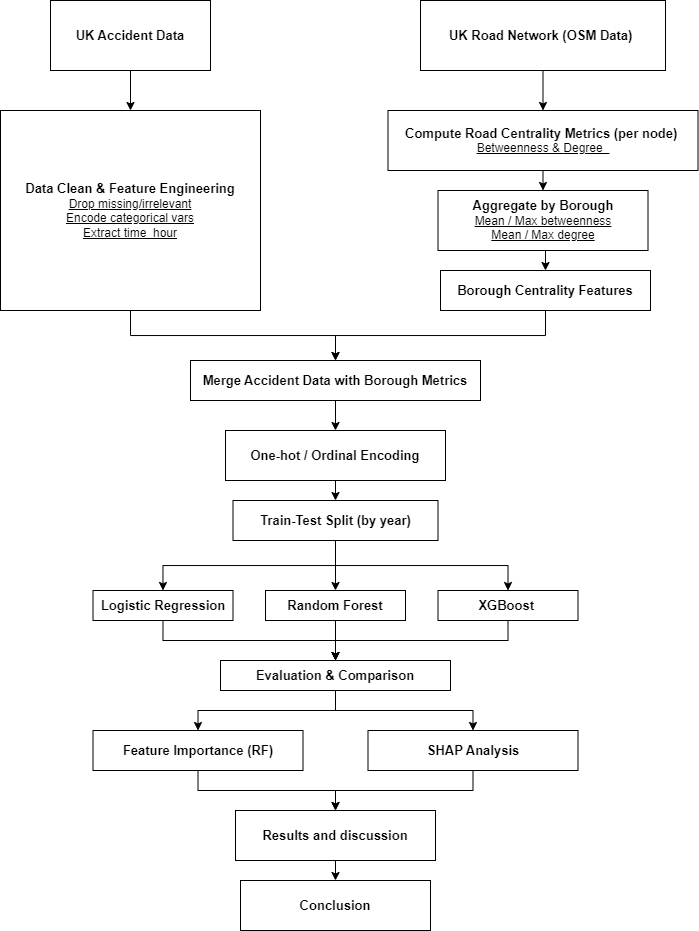 UK Accident Data
UK Road Network (OSM Data)
Data Clean & Feature Engineering
Drop missing/irrelevant
Encode categorical vars
Extract time_hour
Compute Road Centrality Metrics (per node)
Betweenness & Degree
Aggregate by Borough
Mean / Max betweenness
Mean / Max degree
Borough Centrality Features
Merge Accident Data with Borough Metrics
One-hot / Ordinal Encoding
Train-Test Split (by year)
Logistic Regression
Random Forest
XGBoost
Evaluation & Comparison
Feature Importance (RF)
SHAP Analysis
Results and discussion
Conclusion